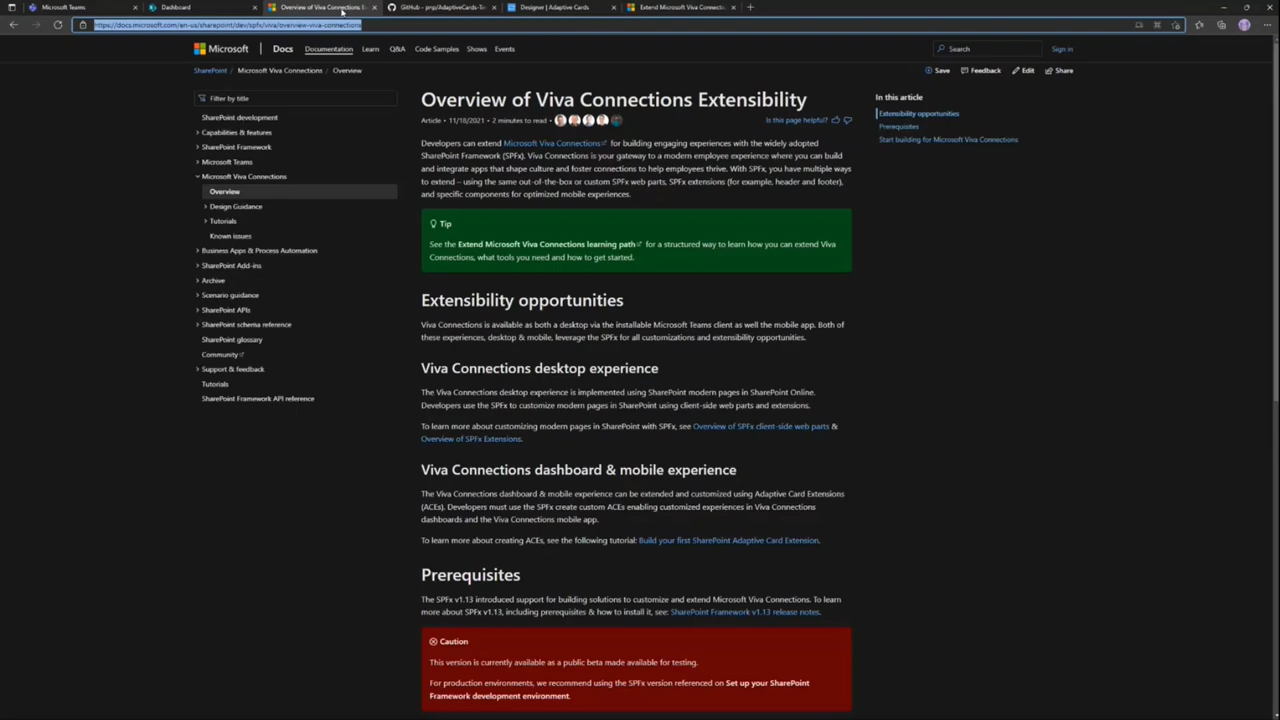 Microsoft Teams
Dashboard
Overview of Viva Connections E
GitHub - pnp/AdaptiveCards-Te
Designer | Adaptive Cards
Extend Microsoft Viva Connectio
https://docs.microsoft.com/en-us/sharepoint/dev/spfx/viva/overview-viva-connections
Microsoft
Docs
Documentation
Learn
Q&A
Code Samples
Shows
Events
Search
Sign in
SharePoint / Microsoft Viva Connections / Overview
Save
Feedback
Edit
Share
Filter by title
SharePoint development
Capabilities & features
SharePoint Framework
Microsoft Teams
Microsoft Viva Connections
Overview
Design Guidance
Tutorials
Known issues
Business Apps & Process Automation
SharePoint Add-ins
Archive
Scenario guidance
SharePoint APIs
SharePoint schema reference
SharePoint glossary
Community
Support & feedback
Tutorials
SharePoint Framework API reference
Overview of Viva Connections Extensibility
Article • 11/18/2021 • 2 minutes to read •
Is this page helpful?
Developers can extend Microsoft Viva Connections for building engaging experiences with the widely adopted
SharePoint Framework (SPFx). Viva Connections is your gateway to a modern employee experience where you can build
and integrate apps that shape culture and foster connections to help employees thrive. With SPFx, you have multiple ways
to extend – using the same out-of-the-box or custom SPFx web parts, SPFx extensions (for example, header and footer),
and specific components for optimized mobile experiences.
Tip
See the Extend Microsoft Viva Connections learning path for a structured way to learn how you can extend Viva
Connections, what tools you need and how to get started.
Extensibility opportunities
Viva Connections is available as both a desktop via the installable Microsoft Teams client as well the mobile app. Both of
these experiences, desktop & mobile, leverage the SPFx for all customizations and extensibility opportunities.
Viva Connections desktop experience
The Viva Connections desktop experience is implemented using SharePoint modern pages in SharePoint Online.
Developers use the SPFx to customize modern pages in SharePoint using client-side web parts and extensions.
To learn more about customizing modern pages in SharePoint with SPFx, see Overview of SPFx client-side web parts &
Overview of SPFx Extensions.
Viva Connections dashboard & mobile experience
The Viva Connections dashboard & mobile experience can be extended and customized using Adaptive Card Extensions
(ACEs). Developers must use the SPFx create custom ACEs enabling customized experiences in Viva Connections
dashboards and the Viva Connections mobile app.
To learn more about creating ACEs, see the following tutorial: Build your first SharePoint Adaptive Card Extension.
Prerequisites
The SPFx v1.13 introduced support for building solutions to customize and extend Microsoft Viva Connections. To learn
more about SPFx v1.13, including prerequisites & how to install it, see: SharePoint Framework v1.13 release notes.
Caution
This version is currently available as a public beta made available for testing.
For production environments, we recommend using the SPFx version referenced on Set up your SharePoint
Framework development environment.
In this article
Extensibility opportunities
Prerequisites
Start building for Microsoft Viva Connections